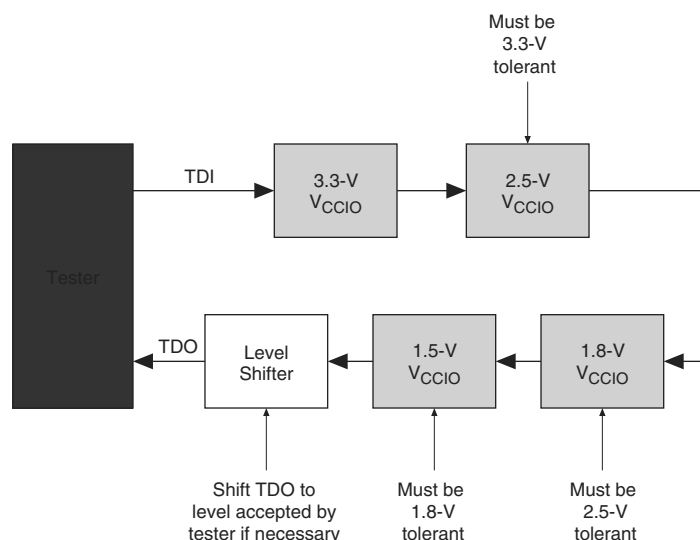 Must be
3.3-V
tolerant
Tester
TDI
3.3-V
VCCIO
2.5-V
VCCIO
TDO
Level
Shifter
1.5-V
VCCIO
1.8-V
VCCIO
Shift TDO to
level accepted by
tester if necessary
Must be
1.8-V
tolerant
Must be
2.5-V
tolerant